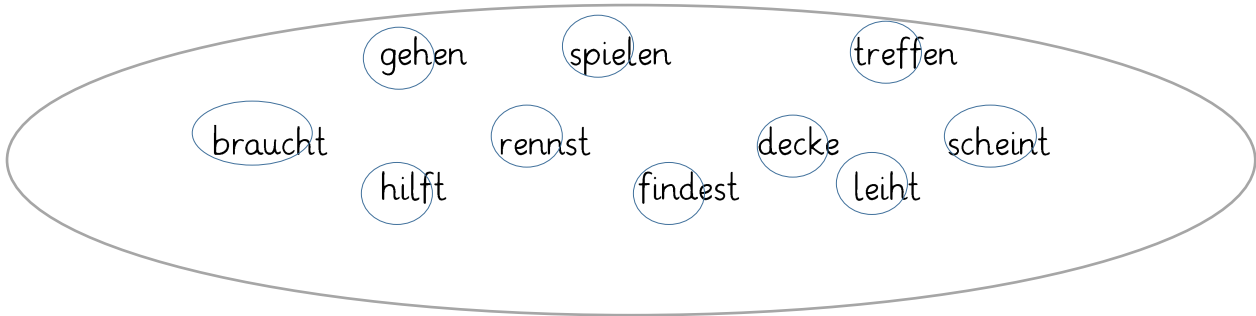 gehen spielen treffen
braucht rennst decke scheint
hilft findest leiht